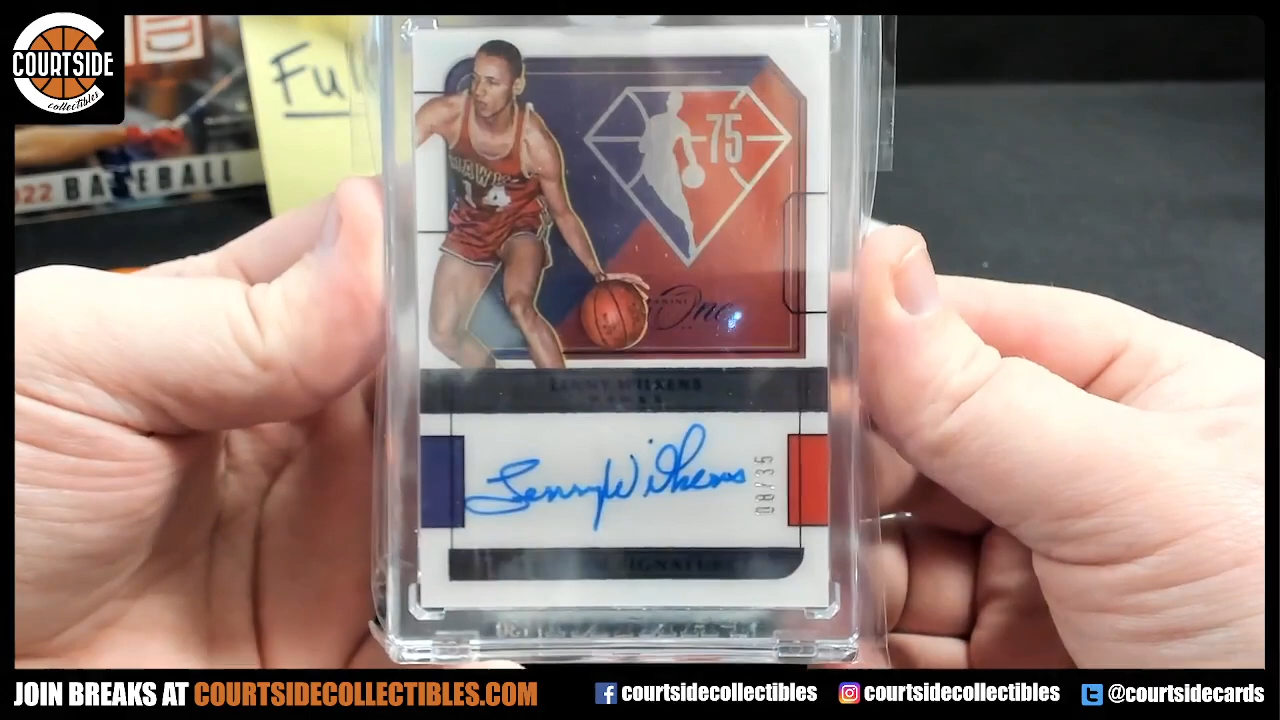 COURTSIDE
collectibles
Fu
22 BASEBALL
75
HAWKS
14
PANINI
One
LENNY WILKENS
HAWKS
Lenny Wilkens
08/35
SIGNATURE
JOIN BREAKS AT COURTSIDECOLLECTIBLES.COM
courtsidecollectibles
courtsidecollectibles
@courtsidecards